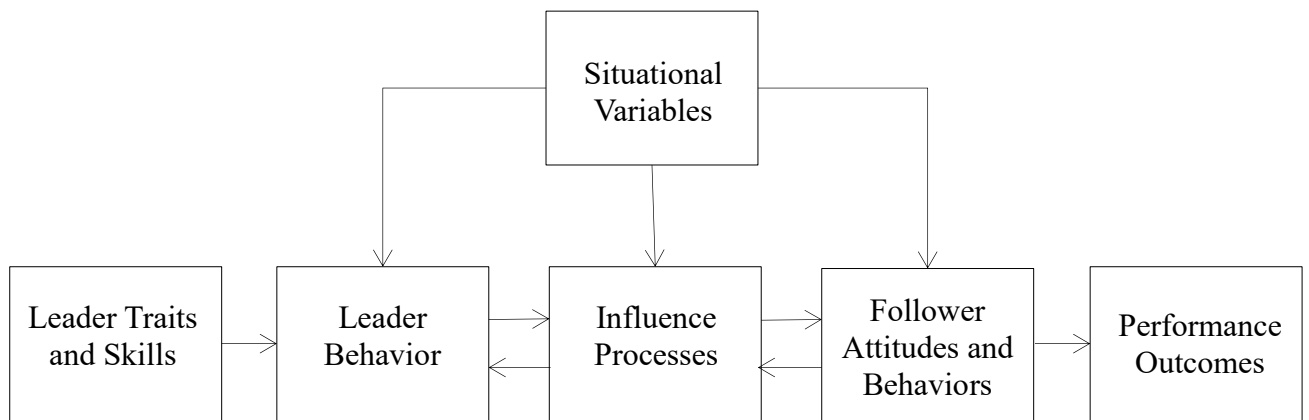 Situational
Variables
Leader Traits
and Skills
Leader
Behavior
Influence
Processes
Follower
Attitudes and
Behaviors
Performance
Outcomes